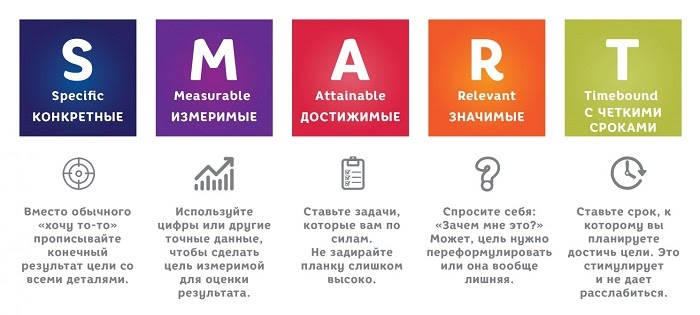 S
Specific
КОНКРЕТНЫЕ
M
Measurable
ИЗМЕРИМЫЕ
A
Attainable
ДОСТИЖИМЫЕ
R
Relevant
ЗНАЧИМЫЕ
T
Timebound
С ЧЕТКИМИ
СРОКАМИ
Вместо обычного
«хочу то-то»
прописывайте
конечный
результат цели со
всеми деталями.
Используйте
цифры или другие
точные данные,
чтобы сделать
цель измеримой
для оценки
результата.
Ставьте задачи,
которые вам по
силам.
Не задирайте
планку слишком
высоко.
Спросите себя:
«Зачем мне это?»
Может, цель нужно
переформулировать
или она вообще
лишняя.
Ставьте срок, к
которому вы
планируете
достичь цели. Это
стимулирует
и не дает
расслабиться.